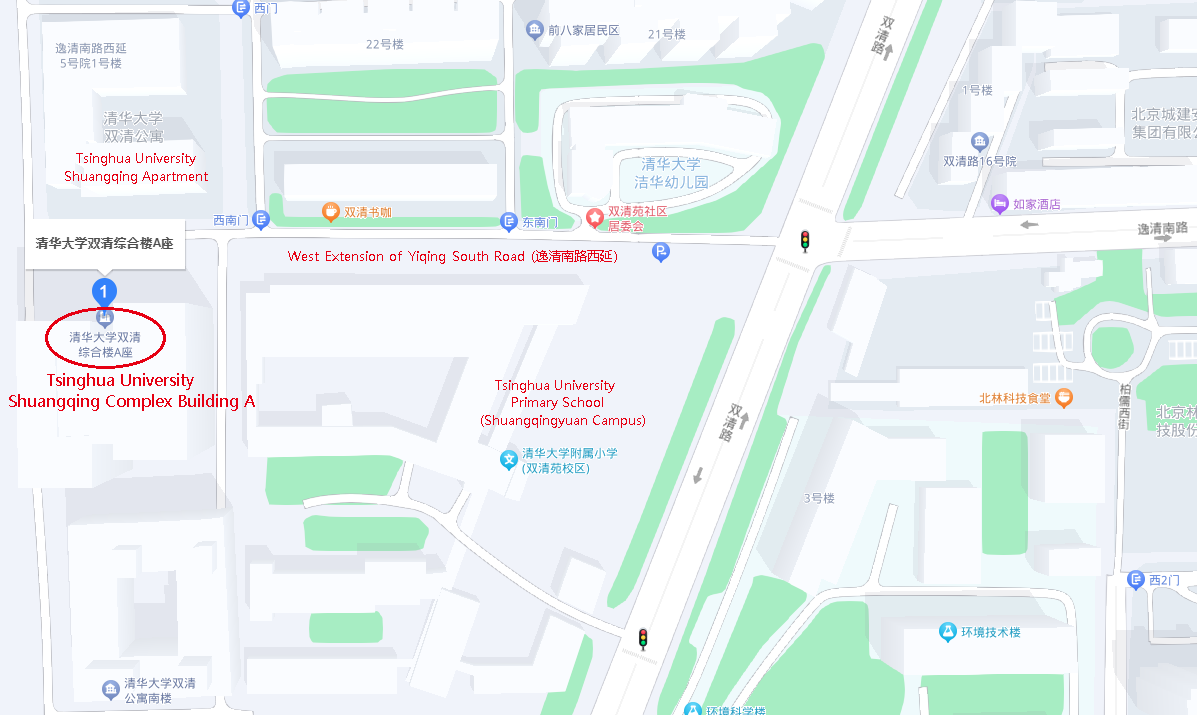 西门
前八家居民区
22号楼
21号楼
双清路
逸清南路西延
5号院1号楼
1号楼
清华大学
双清公寓
北京城建安
集团有限公
Tsinghua University
Shuangqing Apartment
双清路16号院
清华大学
洁华幼儿园
如家酒店
西南门
双清书咖
东南门
双清苑社区
居委会
逸清南路
清华大学双清综合楼A座
West Extension of Yiqing South Road (逸清南路西延)
1
清华大学双清
综合楼A座
Tsinghua University
Shuangqing Complex Building A
Tsinghua University
Primary School
(Shuangqingyuan Campus)
双清路
北林科技食堂
柏儒西街
北京林
技股份
文
清华大学附属小学
(双清苑校区)
3号楼
西2门
环境技术楼
清华大学双清
公寓南楼
环境科学楼